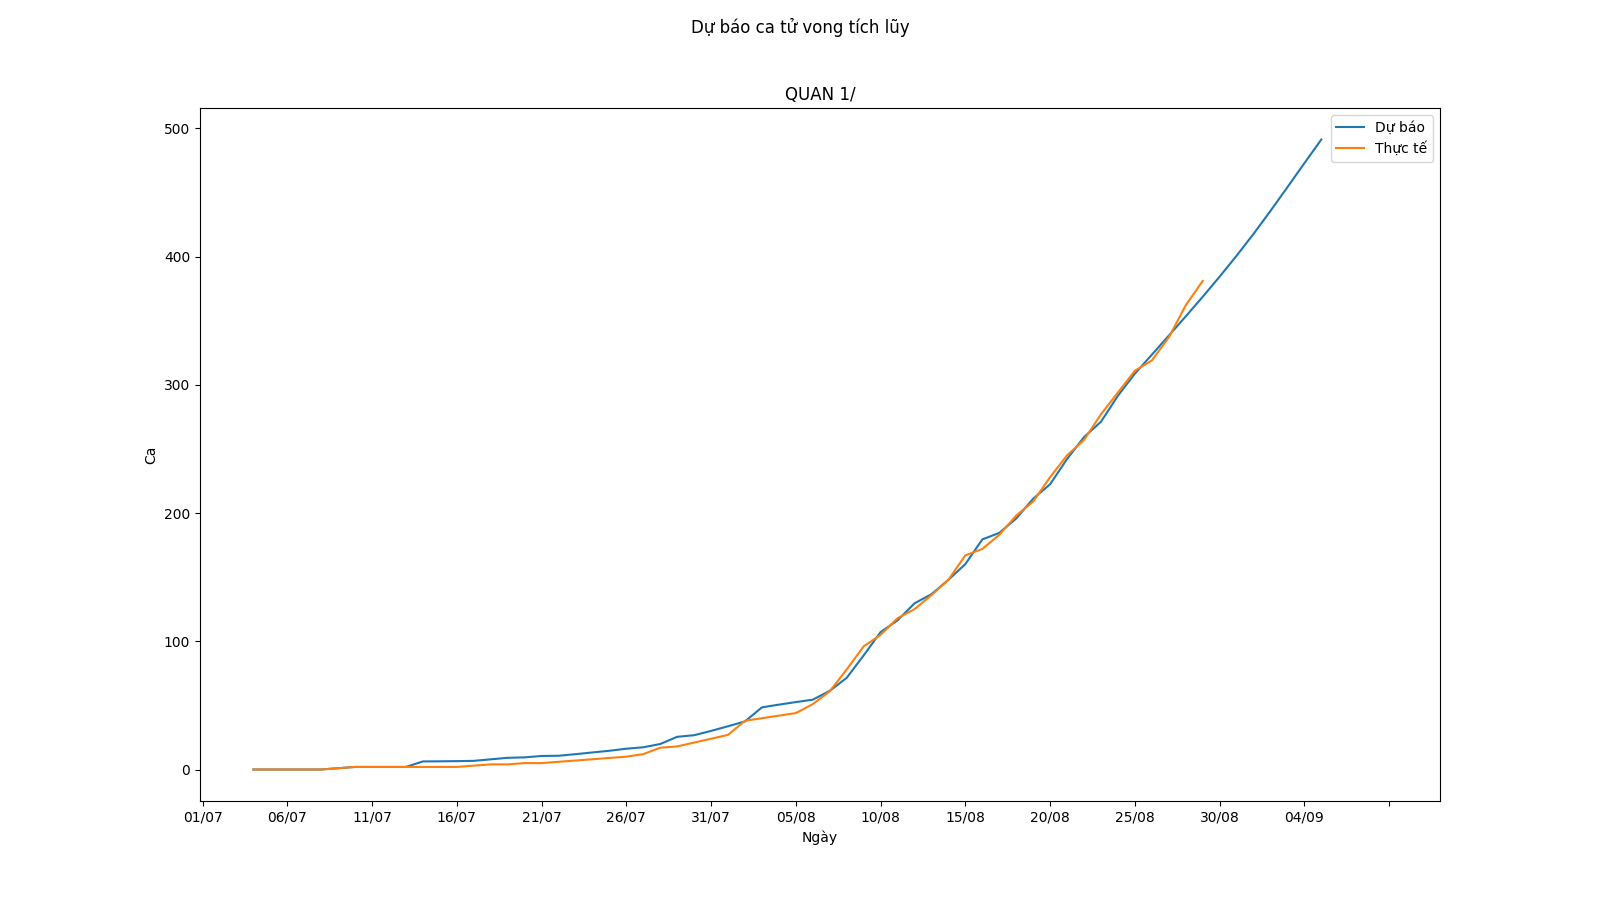 Dự báo ca tử vong tích lũy
QUAN 1/
Dự báo
Thực tế
500
400
300
200
100
0
Ca
01/07 06/07 11/07 16/07 21/07 26/07 31/07 05/08 10/08 15/08 20/08 25/08 30/08 04/09
Ngày